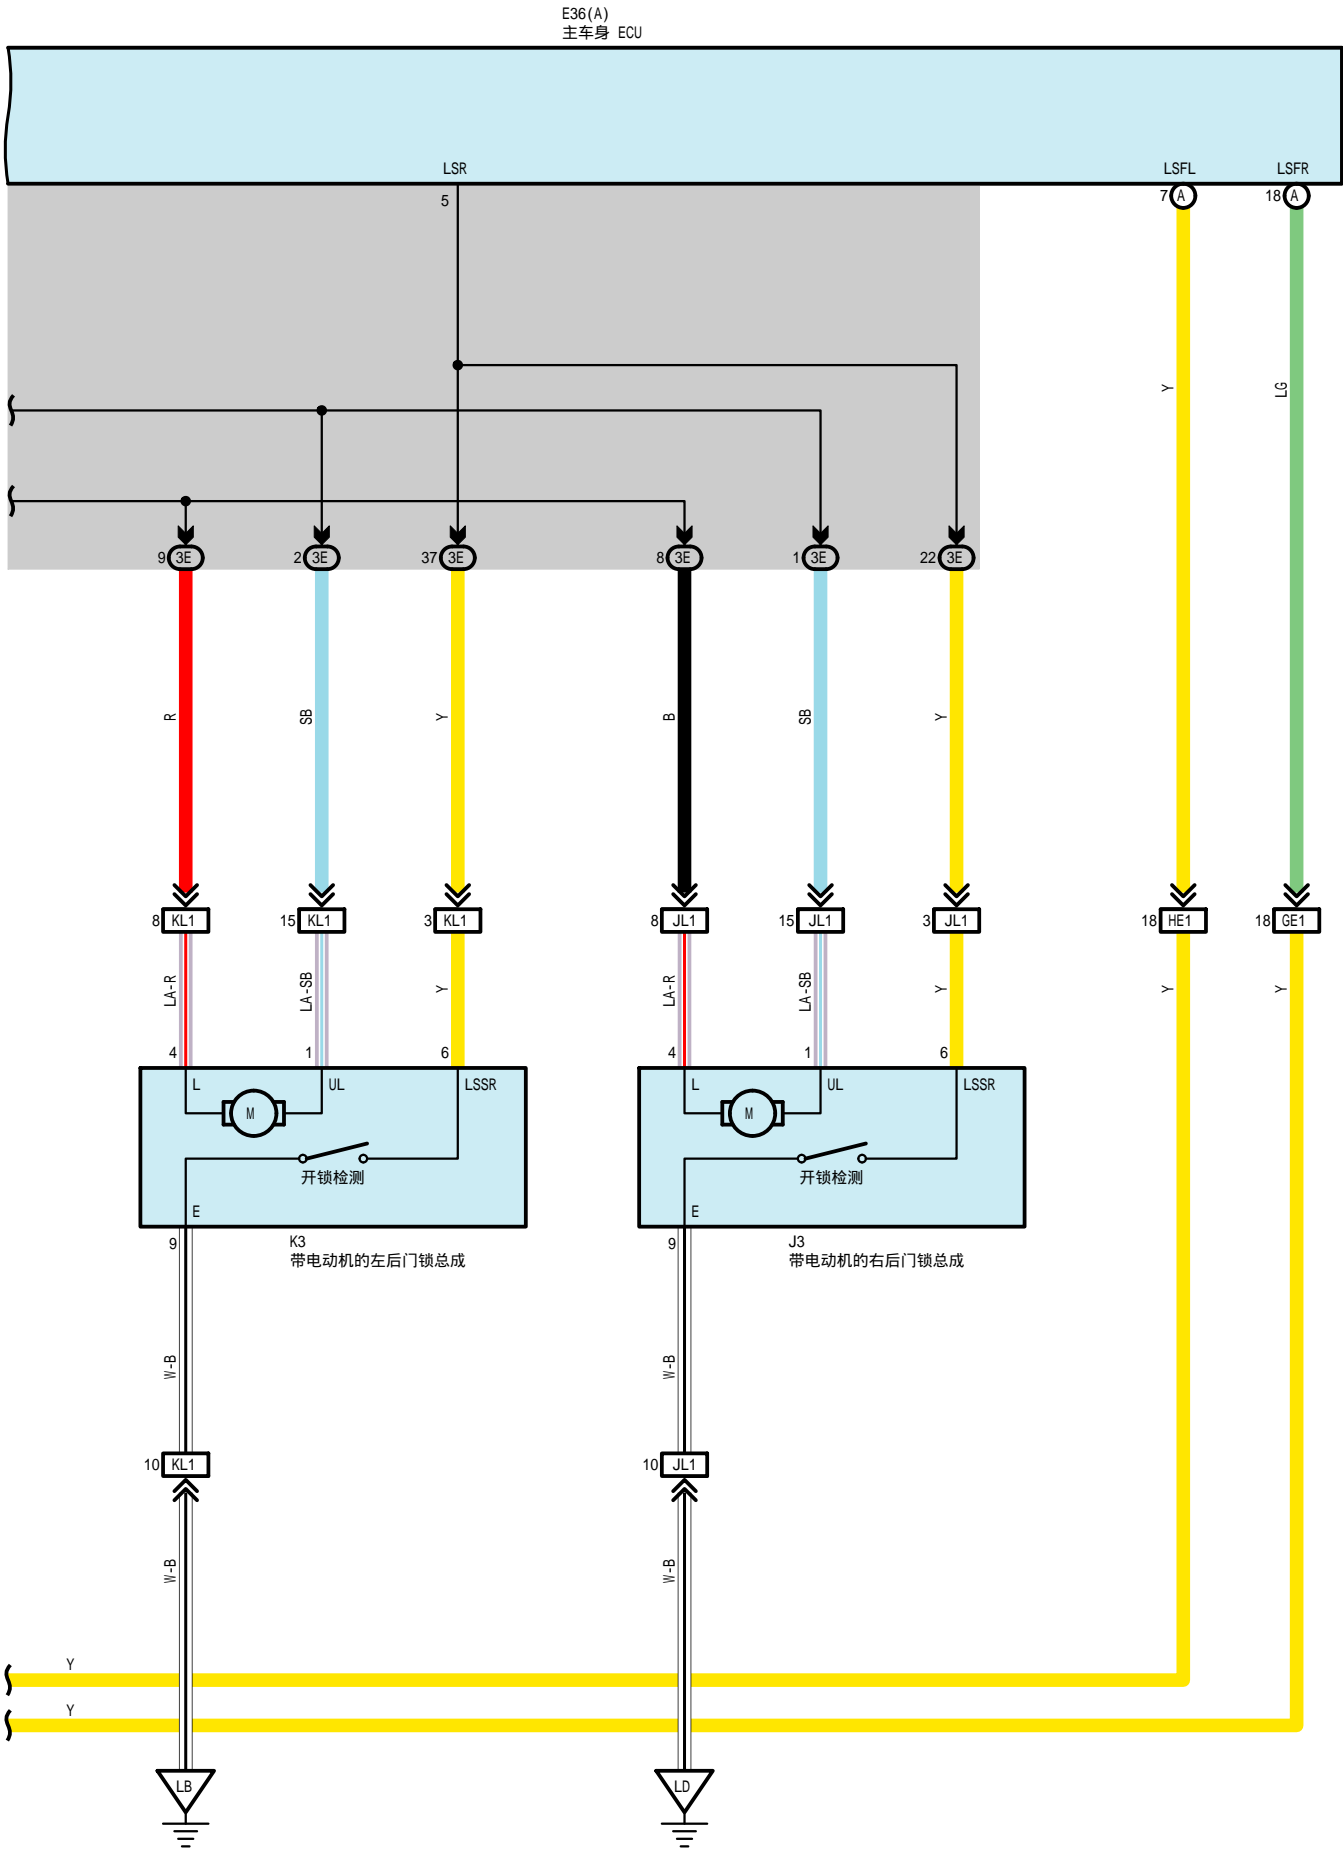 E36(A)
主车身 ECU
LSR
LSFL
LSFR
5
7 A
18 A
Y
LG
9 3E
2 3E
37 3E
8 3E
1 3E
22 3E
R
SB
Y
B
SB
Y
8 KL1
15 KL1
3 KL1
8 JL1
15 JL1
3 JL1
18 HE1
18 GE1
LA-R
LA-SB
Y
LA-R
LA-SB
Y
Y
Y
4
1
6
4
1
6
L
UL
LSSR
L
UL
LSSR
M
M
开锁检测
开锁检测
E
E
9
K3
带电动机的左后门锁总成
9
J3
带电动机的右后门锁总成
W-B
W-B
10 KL1
10 JL1
W-B
W-B
Y
Y
LB
LD